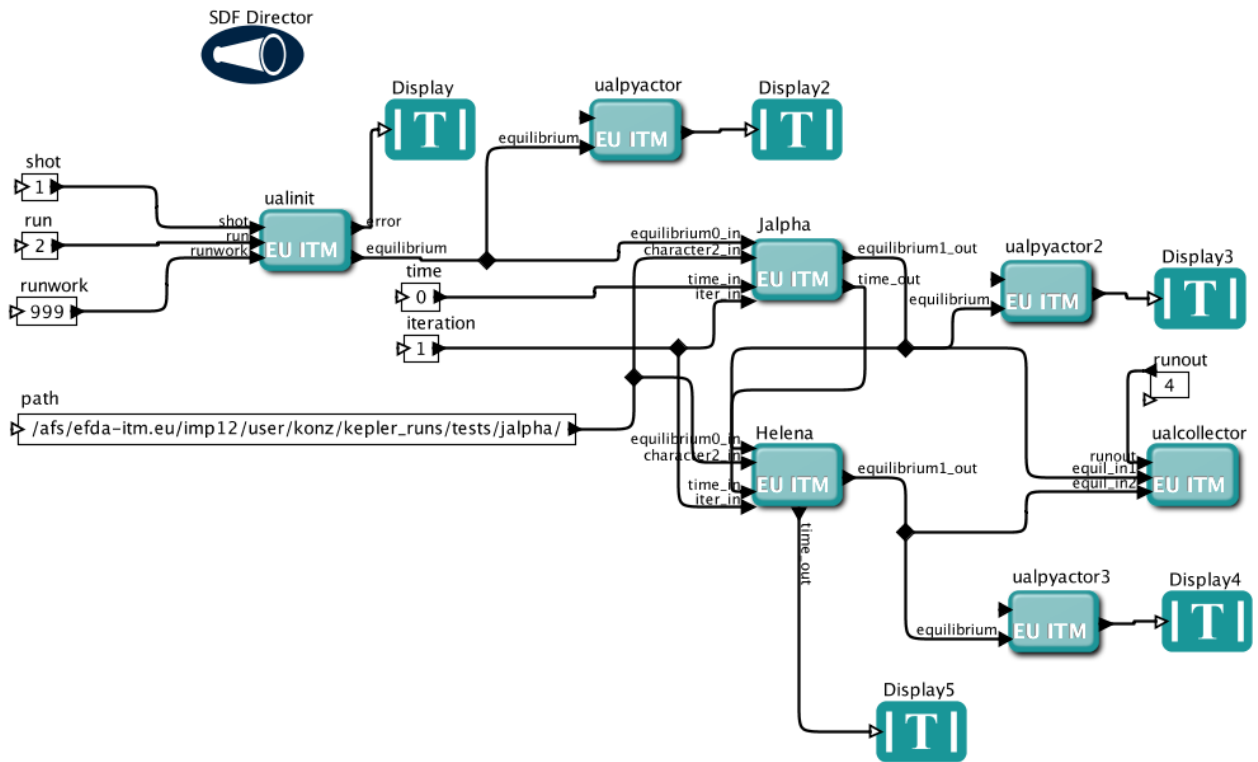 SDF Director
Display
T
ualpyactor
equilibrium
EU ITM
Display2
T
shot
1
run
2
runwork
999
ualinit
shot
run
runwork
EU ITM
error
equilibrium
time
0
iteration
1
path
/afs/efda-itm.eu/imp12/user/konz/kepler_runs/tests/jalpha/
Jalpha
equilibrium0_in
character2_in
time_in
iter_in
EU ITM
equilibrium1_out
time_out
ualpyactor2
equilibrium
EU ITM
Display3
T
runout
4
Helena
equilibrium0_in
character2_in
time_in
iter_in
EU ITM
equilibrium1_out
time_out
ualcollector
runout
equil_in1
equil_in2
EU ITM
ualpyactor3
equilibrium
EU ITM
Display4
T
Display5
T